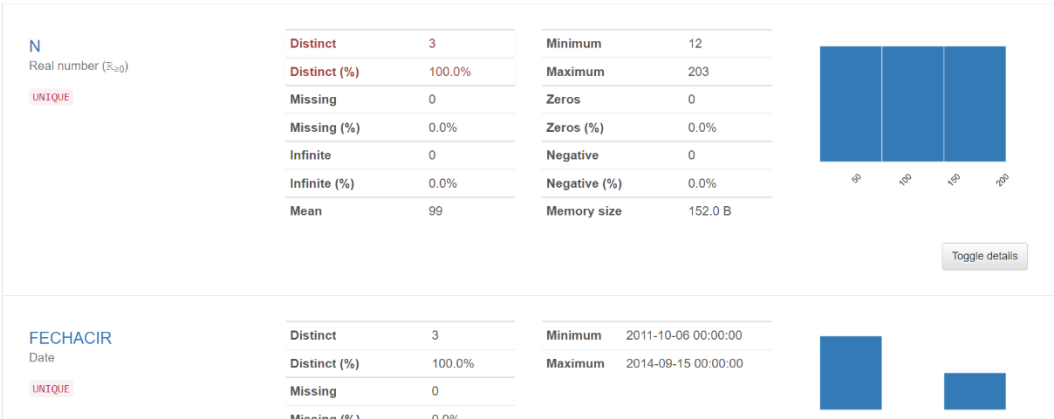 N
Real number (ℝ≥0)
UNIQUE
Distinct 3
Distinct (%) 100.0%
Missing 0
Missing (%) 0.0%
Infinite 0
Infinite (%) 0.0%
Mean 99
Minimum 12
Maximum 203
Zeros 0
Zeros (%) 0.0%
Negative 0
Negative (%) 0.0%
Memory size 152.0 B
50 100 150 200
Toggle details
FECHACIR
Date
UNIQUE
Distinct 3
Distinct (%) 100.0%
Missing 0
Missing (%) 0.0%
Minimum 2011-10-06 00:00:00
Maximum 2014-09-15 00:00:00